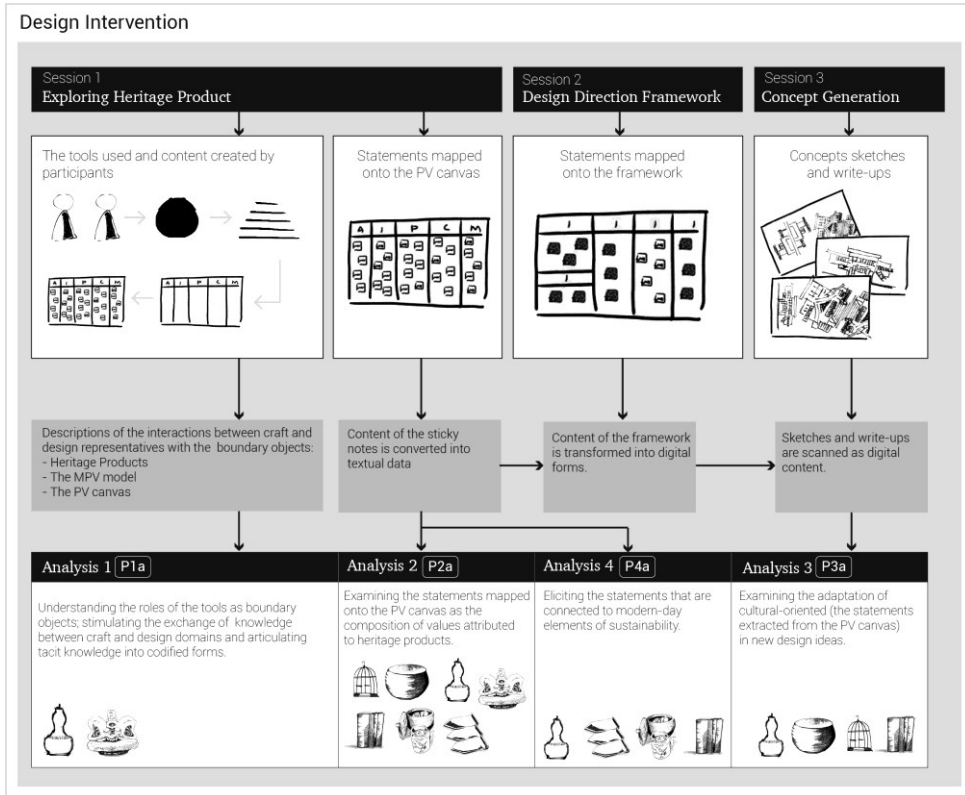 Design Intervention
Session 1
Exploring Heritage Product
Session 2
Design Direction Framework
Session 3
Concept Generation
The tools used and content created by
participants
A I P C M
A I P C M
Statements mapped
onto the PV canvas
A I P C M
Statements mapped
onto the framework
Concepts sketches
and write-ups
Descriptions of the interactions between craft and
design representatives with the boundary objects:
- Heritage Products
- The MPV model
- The PV canvas
Content of the sticky
notes is converted into
textual data
Content of the framework
is transformed into digital
forms.
Sketches and write-ups
are scanned as digital
content.
Analysis 1 P1a
Understanding the roles of the tools as boundary
objects; stimulating the exchange of knowledge
between craft and design domains and articulating
tacit knowledge into codified forms.
Analysis 2 P2a
Examining the statements mapped
onto the PV canvas as the
composition of values attributed
to heritage products.
Analysis 4 P4a
Eliciting the statements that are
connected to modern-day
elements of sustainability.
Analysis 3 P3a
Examining the adaptation of
cultural-oriented (the statements
extracted from the PV canvas)
in new design ideas.